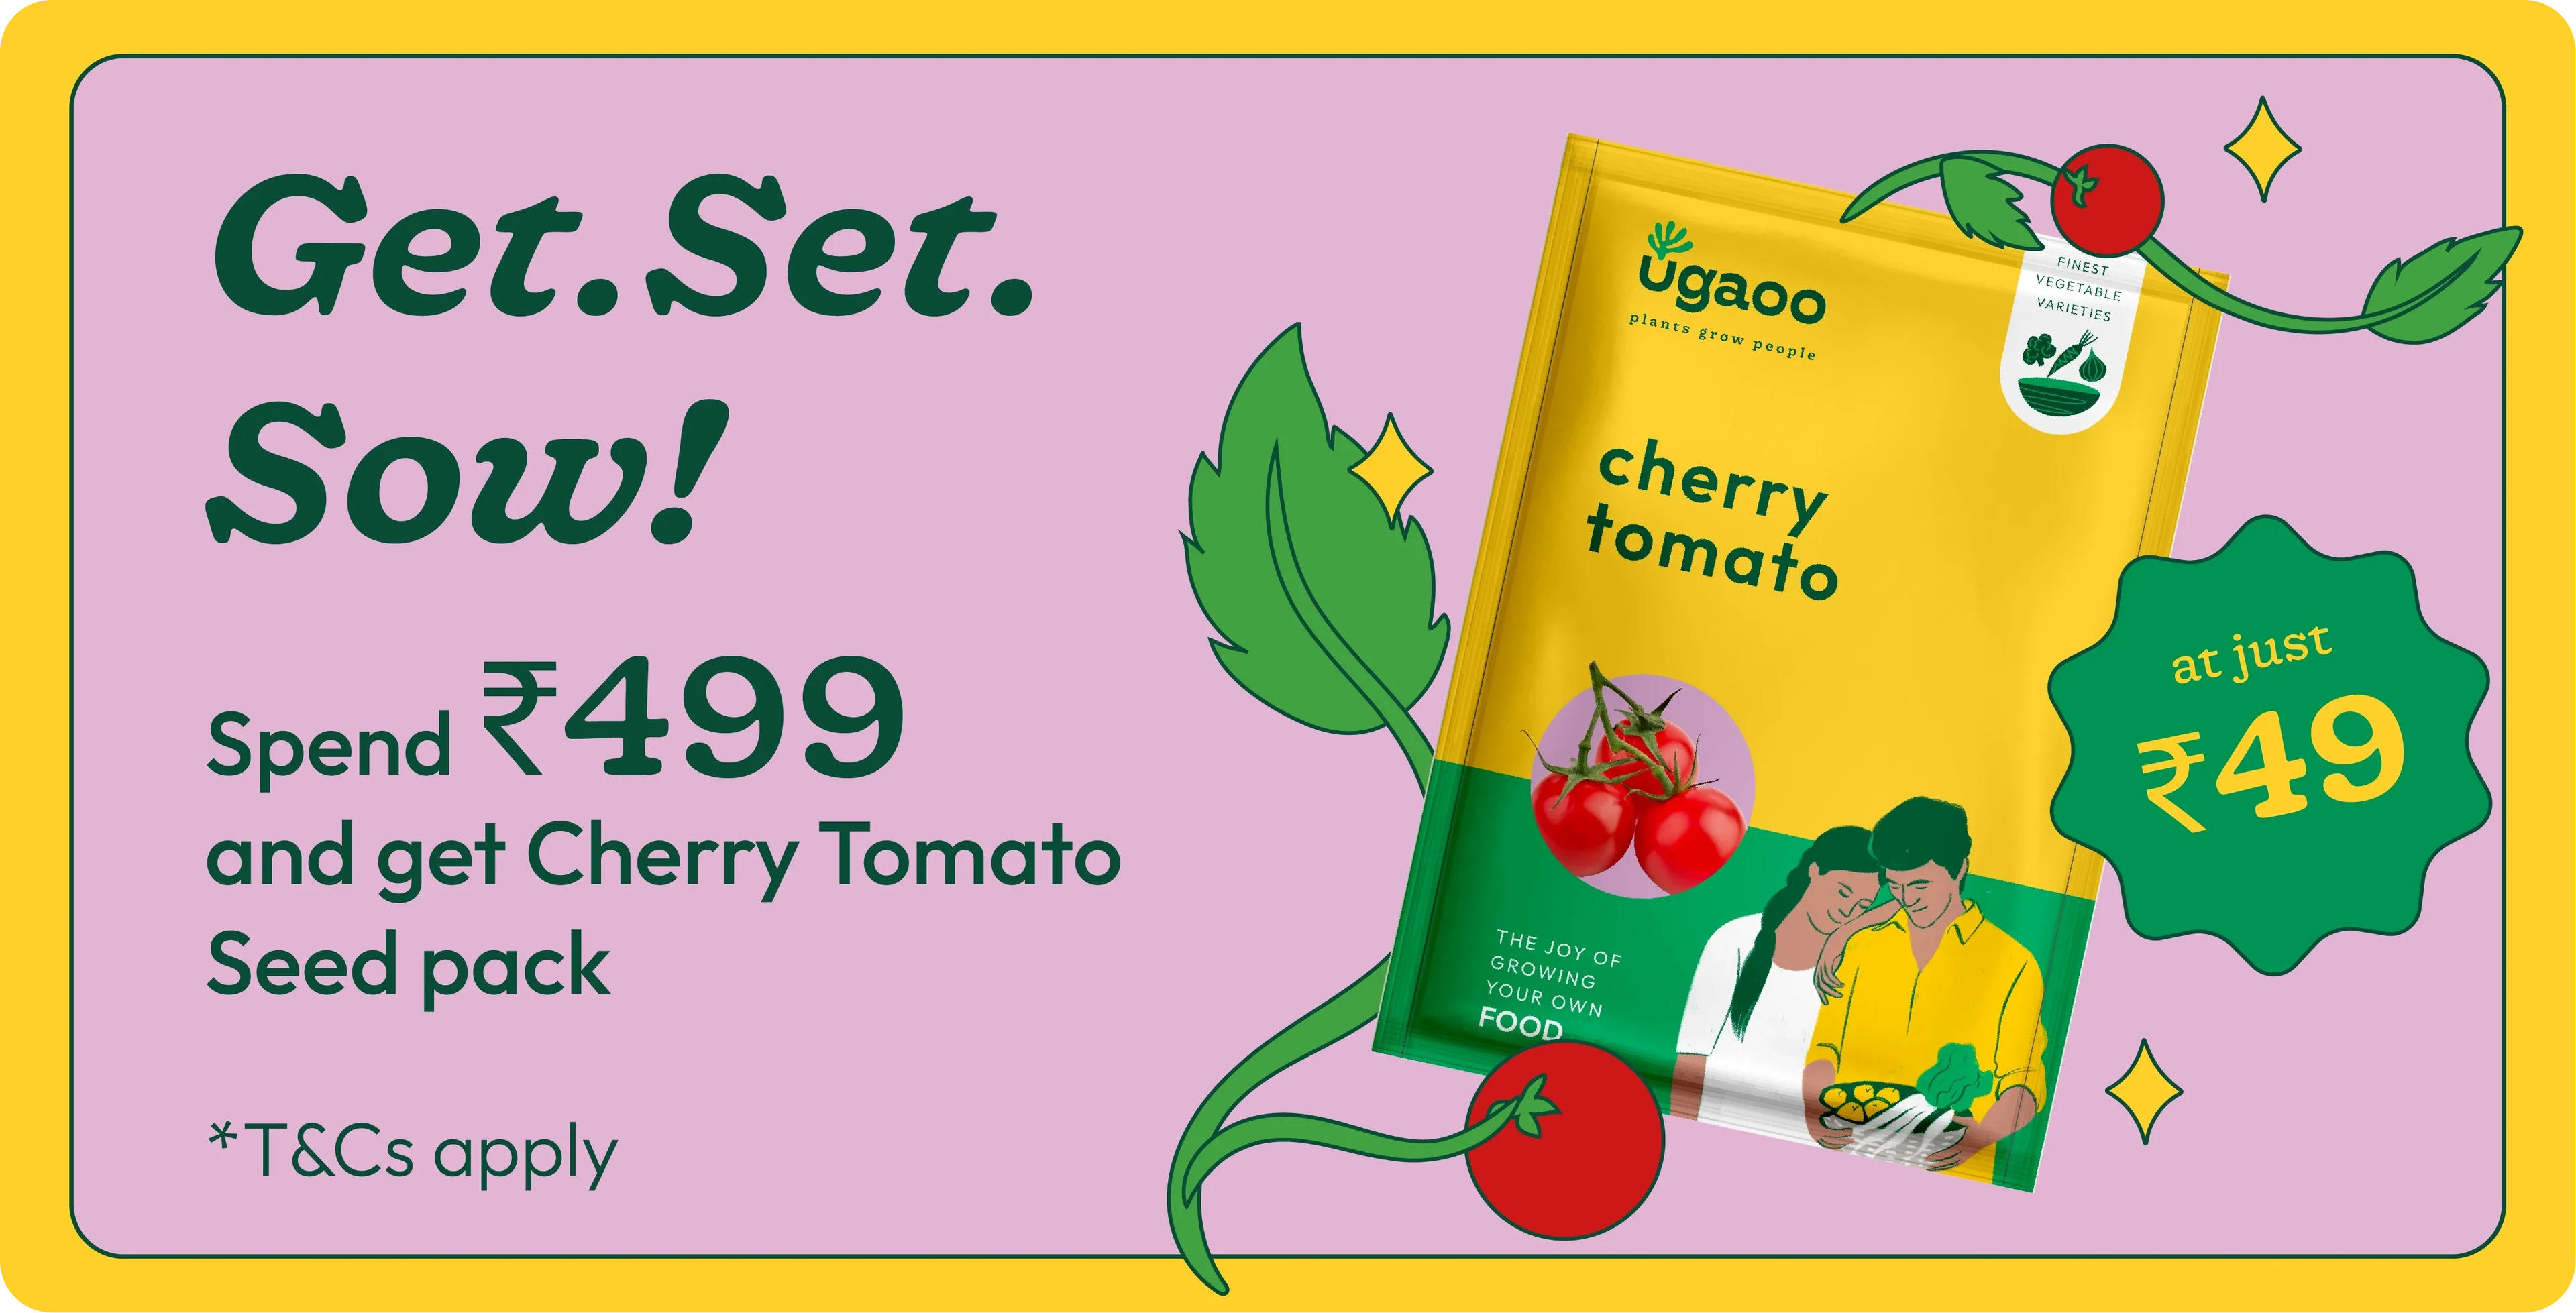 Get.Set.
Sow!
Spend ₹499
and get Cherry Tomato
Seed pack
*T&Cs apply
ugaoo
plants grow people
FINEST
VEGETABLE
VARIETIES
cherry
tomato
THE JOY OF
GROWING
YOUR OWN
FOOD
at just
₹49